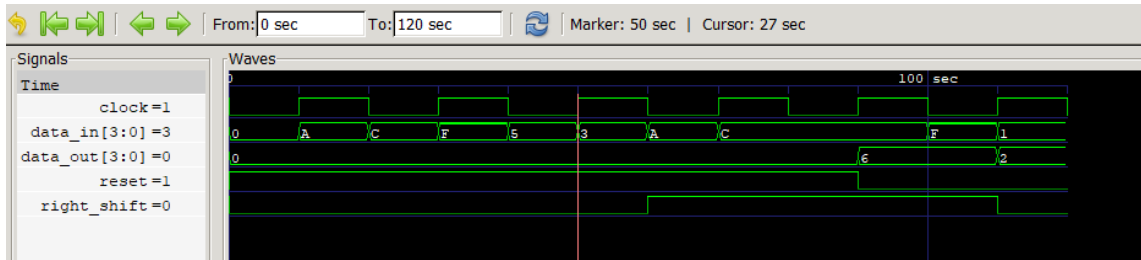 From: 0 sec To: 120 sec Marker: 50 sec | Cursor: 27 sec
Signals Waves
Time 0 100 sec
clock=1
data_in[3:0]=3 0 A C F 5 3 A C F 1
data_out[3:0]=0 0 6 2
reset=1
right_shift=0